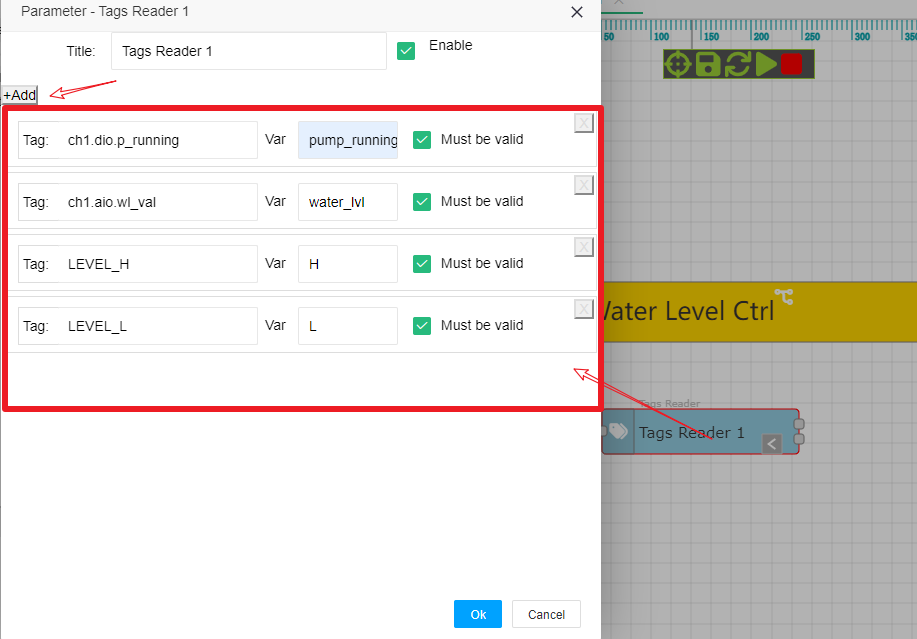 Parameter - Tags Reader 1
Title: Tags Reader 1 Enable
+Add
Tag: ch1.dio.p_running Var pump_running Must be valid X
Tag: ch1.aio.wl_val Var water_lvl Must be valid X
Tag: LEVEL_H Var H Must be valid X
Tag: LEVEL_L Var L Must be valid X
Ok Cancel
50 100 150 200 250 300 350
Water Level Ctrl
Tags Reader
Tags Reader 1